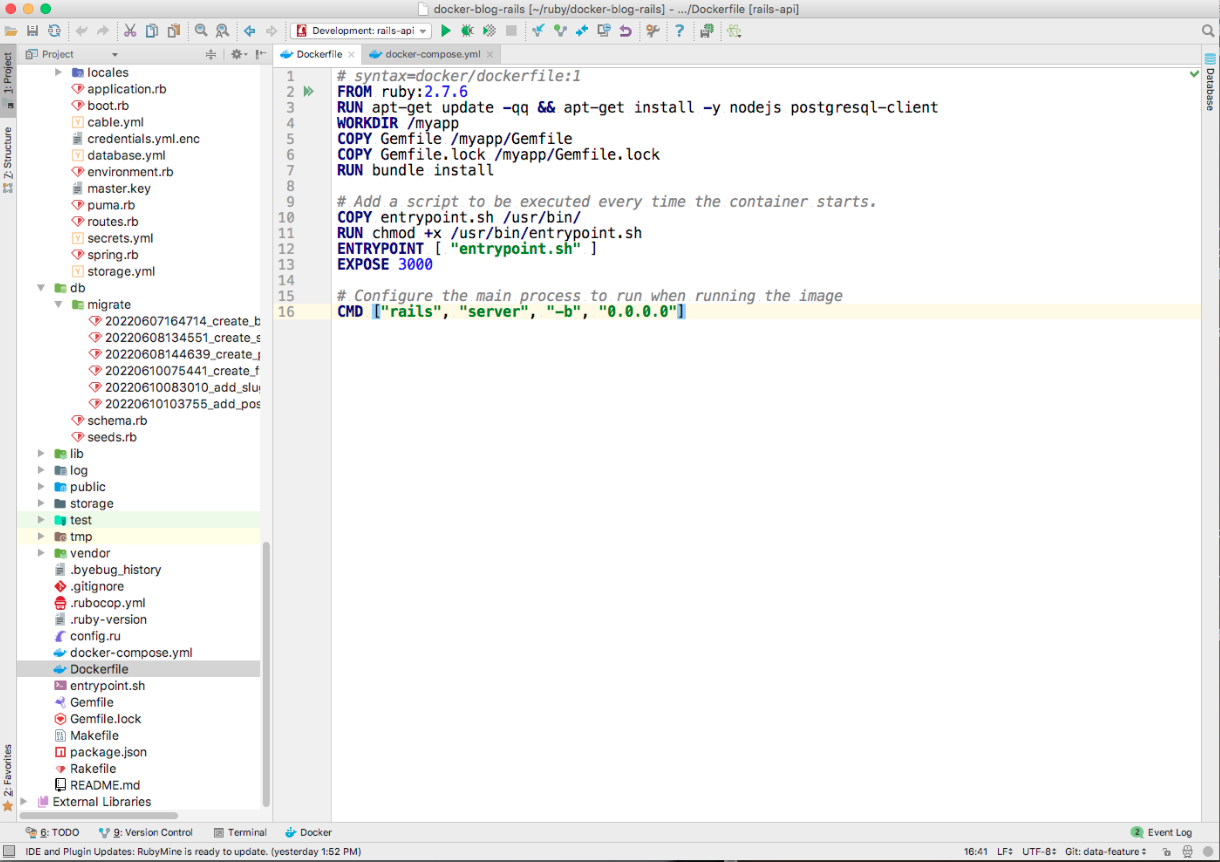 docker-blog-rails [~/ruby/docker-blog-rails] - .../Dockerfile [rails-api]
Development: rails-api
Project
Dockerfile
docker-compose.yml
1: Project
Z: Structure
2: Favorites
Database
locales
application.rb
boot.rb
cable.yml
credentials.yml.enc
database.yml
environment.rb
master.key
puma.rb
routes.rb
secrets.yml
spring.rb
storage.yml
db
migrate
20220607164714_create_b
20220608134551_create_s
20220608144639_create_p
20220610075441_create_f
20220610083010_add_slu
20220610103755_add_pos
schema.rb
seeds.rb
lib
log
public
storage
test
tmp
vendor
.byebug_history
.gitignore
.rubocop.yml
.ruby-version
config.ru
docker-compose.yml
Dockerfile
entrypoint.sh
Gemfile
Gemfile.lock
Makefile
package.json
Rakefile
README.md
External Libraries
1 # syntax=docker/dockerfile:1
2 FROM ruby:2.7.6
3 RUN apt-get update -qq && apt-get install -y nodejs postgresql-client
4 WORKDIR /myapp
5 COPY Gemfile /myapp/Gemfile
6 COPY Gemfile.lock /myapp/Gemfile.lock
7 RUN bundle install
8
9 # Add a script to be executed every time the container starts.
10 COPY entrypoint.sh /usr/bin/
11 RUN chmod +x /usr/bin/entrypoint.sh
12 ENTRYPOINT [ "entrypoint.sh" ]
13 EXPOSE 3000
14
15 # Configure the main process to run when running the image
16 CMD ["rails", "server", "-b", "0.0.0.0"]
6: TODO
9: Version Control
Terminal
Docker
2 Event Log
IDE and Plugin Updates: RubyMine is ready to update. (yesterday 1:52 PM)
16:41 LF UTF-8 Git: data-feature